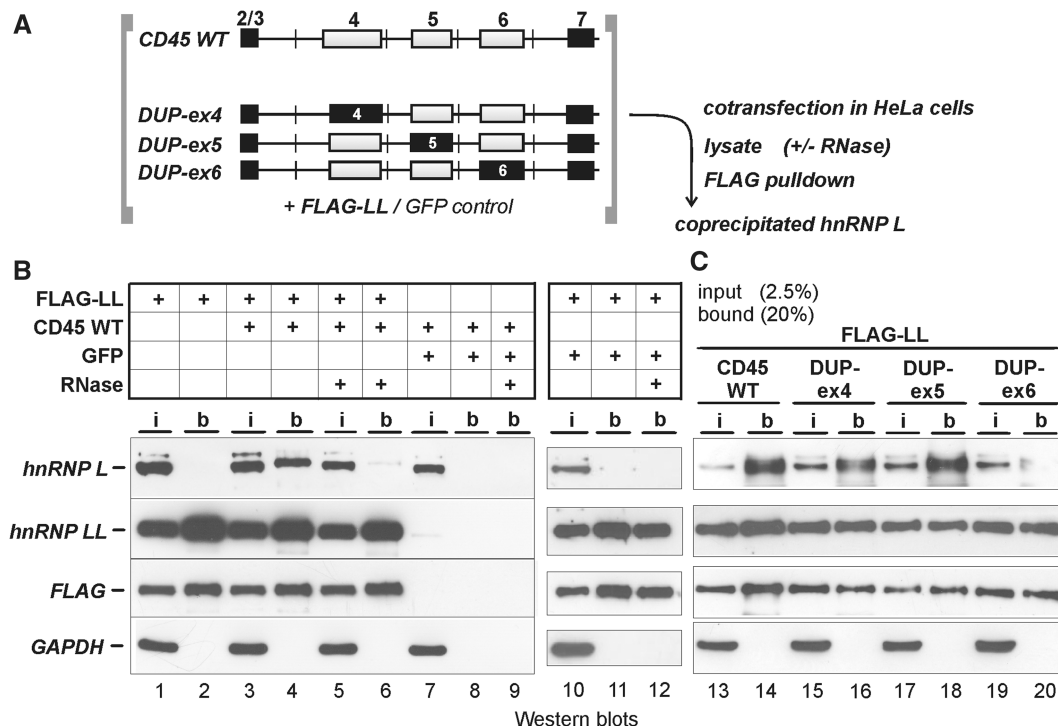 A
2/3 4 5 6 7
CD45 WT
DUP-ex4 4
DUP-ex5 5
DUP-ex6 6
+ FLAG-LL / GFP control
cotransfection in HeLa cells
lysate (+/- RNase)
FLAG pulldown
coprecipitated hnRNP L
B
FLAG-LL + + + + + + +
CD45 WT + + + + + + +
GFP + + + + + +
RNase + + + +
i b i b i b i b b i b b
hnRNP L
hnRNP LL
FLAG
GAPDH
1 2 3 4 5 6 7 8 9 10 11 12
C
input (2.5%)
bound (20%)
FLAG-LL
CD45 WT
DUP-ex4
DUP-ex5
DUP-ex6
i b i b i b i b
13 14 15 16 17 18 19 20
Western blots